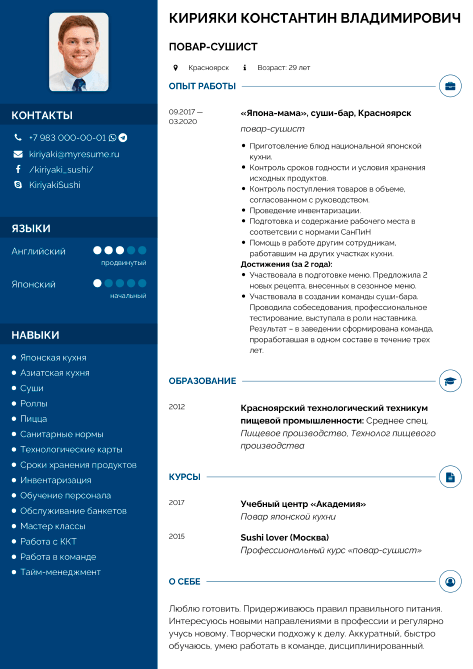 КИРИЯКИ КОНСТАНТИН ВЛАДИМИРОВИЧ
ПОВАР-СУШИСТ
Красноярск Возраст: 29 лет
КОНТАКТЫ
+7 983 000-00-01
kiriyaki@myresume.ru
/kiriyaki_sushi/
KiriyakiSushi
ЯЗЫКИ
Английский
продвинутый
Японский
начальный
НАВЫКИ
Японская кухня
Азиатская кухня
Суши
Роллы
Пицца
Санитарные нормы
Технологические карты
Сроки хранения продуктов
Инвентаризация
Обучение персонала
Обслуживание банкетов
Мастер классы
Работа с ККТ
Работа в команде
Тайм-менеджмент
ОПЫТ РАБОТЫ
09.2017 —
03.2020
«Япона-мама», суши-бар, Красноярск
повар-сушист
Приготовление блюд национальной японской
кухни.
Контроль сроков годности и условия хранения
исходных продуктов.
Контроль поступления товаров в объеме,
согласованном с руководством.
Проведение инвентаризации.
Подготовка и содержание рабочего места в
соответсвии с нормами СанПиН
Помощь в работе другим сотрудникам,
работавшим на других участках кухни.
Достижения (за 2 года):
Участвовала в подготовке меню. Предложила 2
новых рецепта, внесенных в сезонное меню.
Участвовала в создании команды суши-бара.
Проводила собеседования, профессиональное
тестирование, выступала в роли наставника.
Результат – в заведении сформирована команда,
проработавшая в одном составе в течение трех
лет.
ОБРАЗОВАНИЕ
2012
Красноярский технологический техникум
пищевой промышленности: Среднее спец.
Пищевое производство, Технолог пищевого
производства
КУРСЫ
2017
Учебный центр «Академия»
Повар японской кухни
2015
Sushi lover (Москва)
Профессиональный курс «повар-сушист»
О СЕБЕ
Люблю готовить. Придерживаюсь правил правильного питания.
Интересуюсь новыми направлениями в профессии и регулярно
учусь новому. Творчески подхожу к делу. Аккуратный, быстро
обучаюсь, умею работать в команде, дисциплинированный.